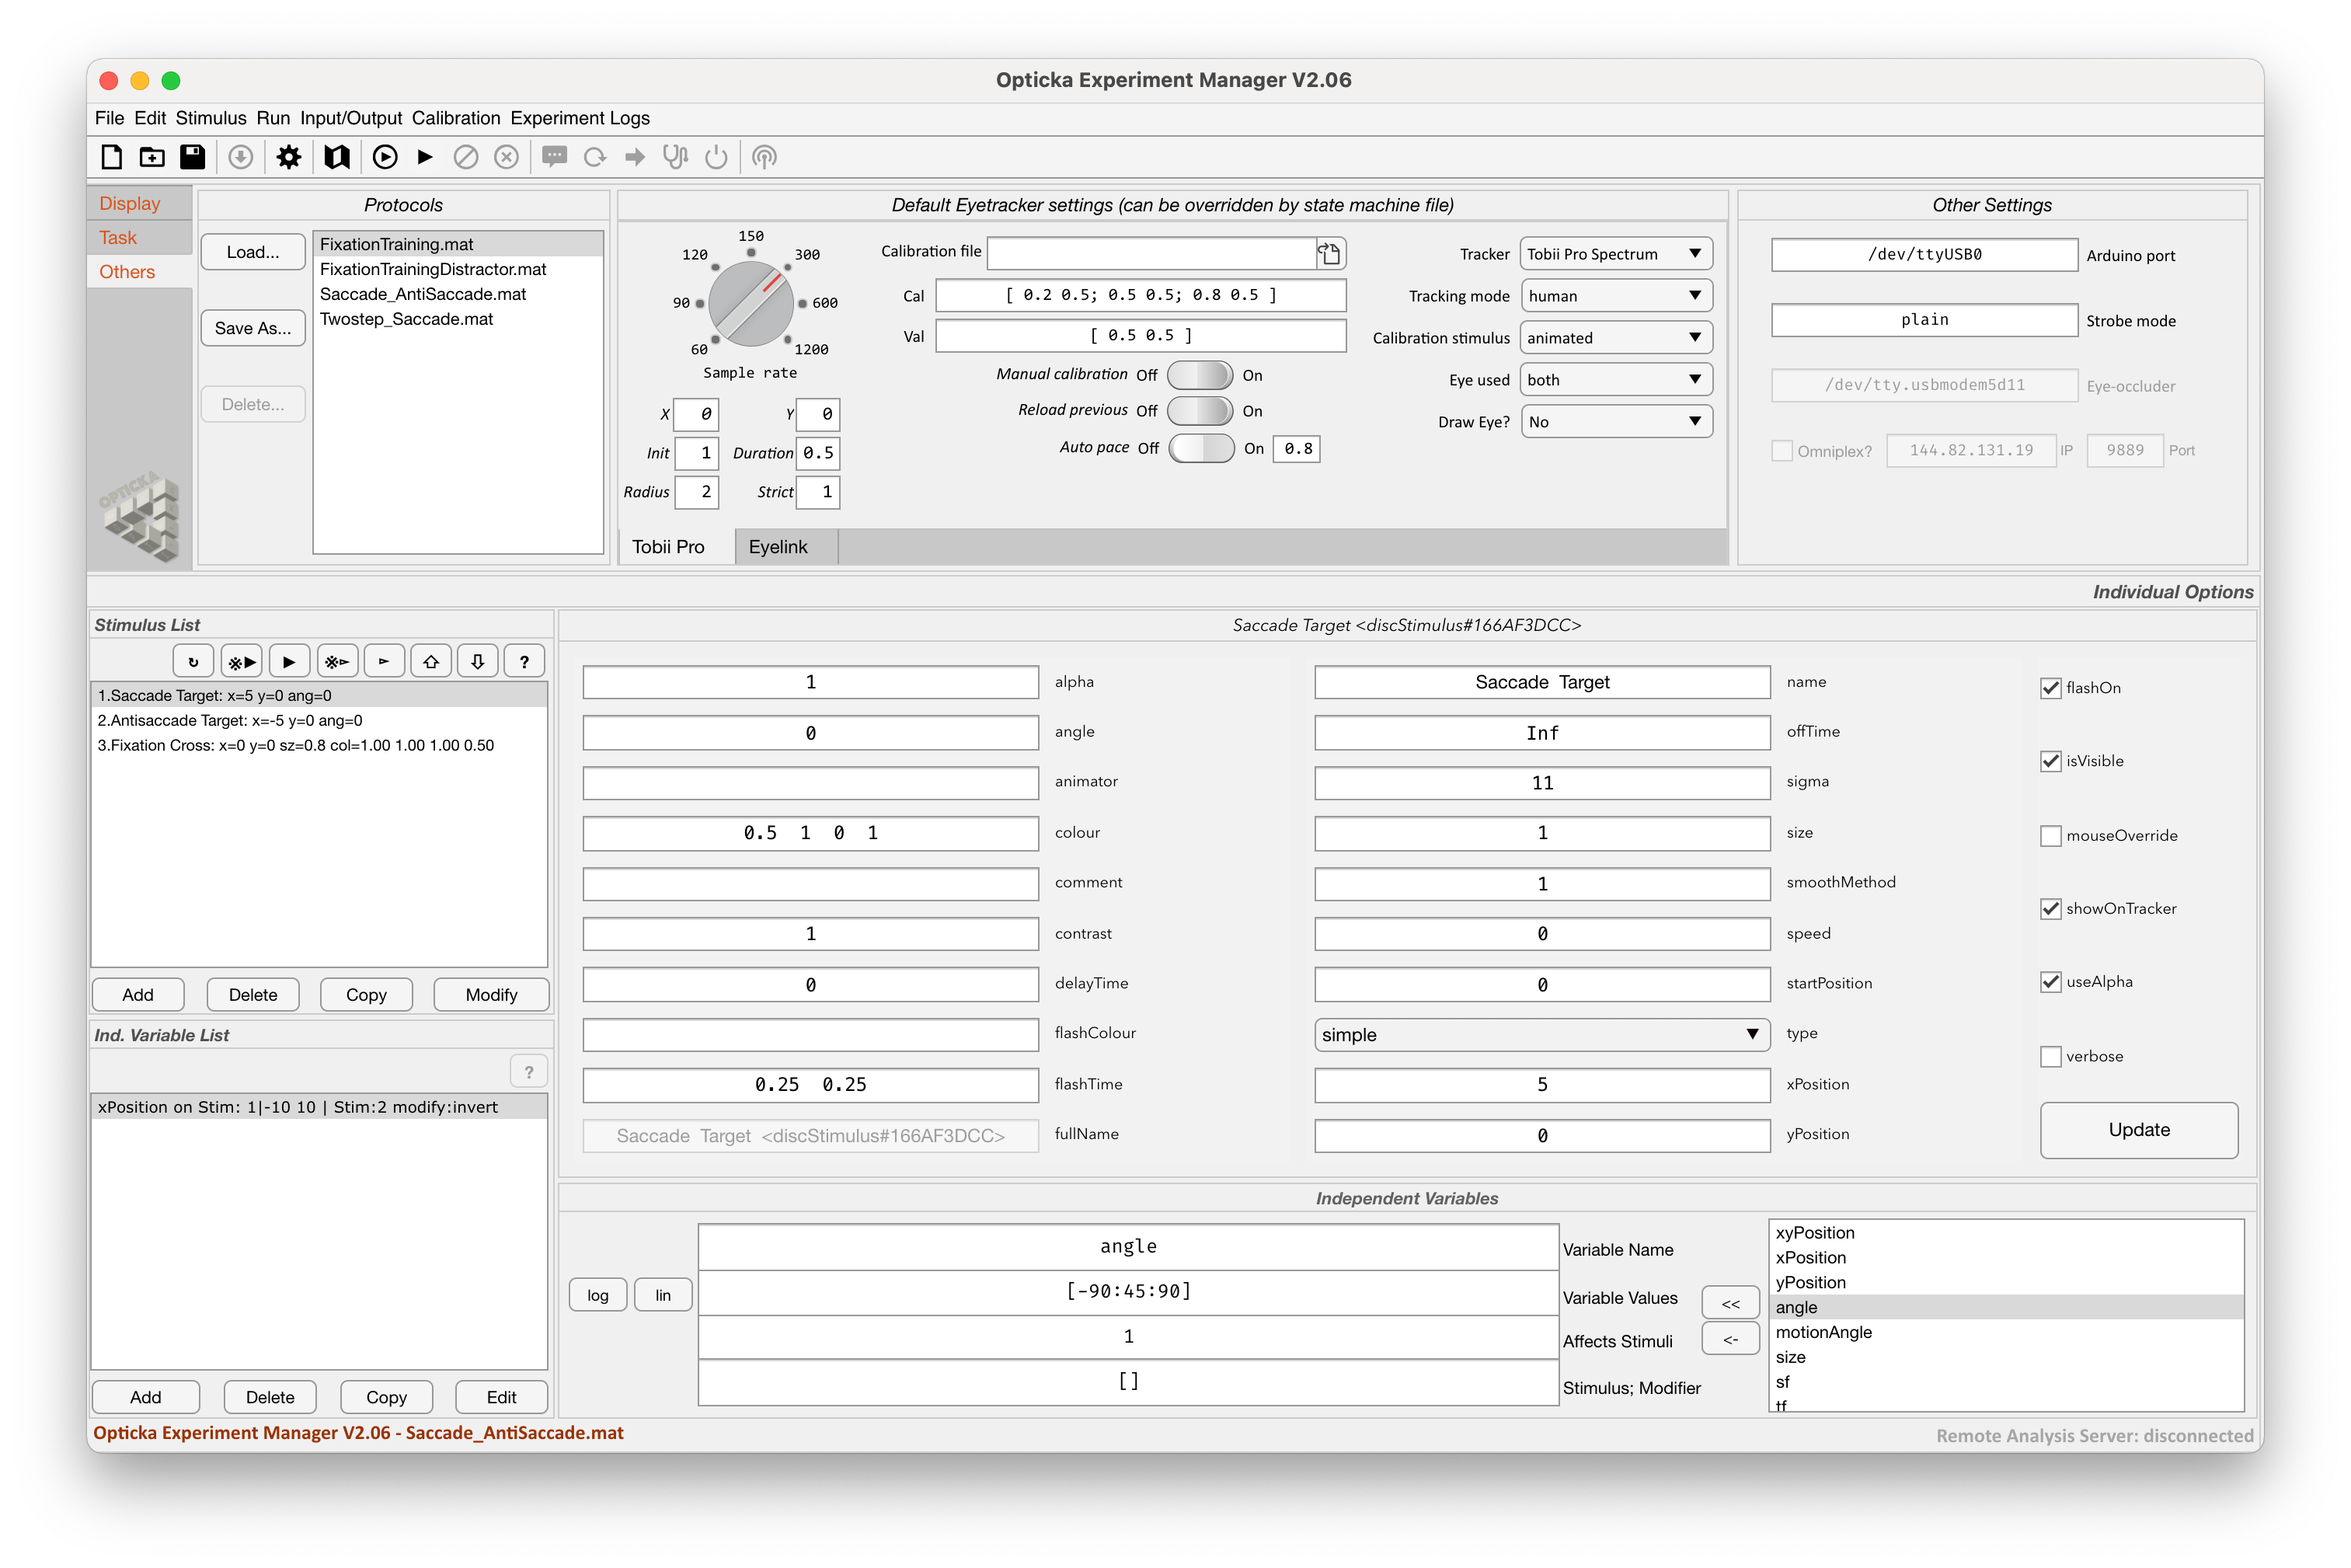 Opticka Experiment Manager V2.06
File Edit Stimulus Run Input/Output Calibration Experiment Logs
Display
Task
Others
OPTICKA
Protocols
Load...
Save As...
Delete...
FixationTraining.mat
FixationTrainingDistractor.mat
Saccade_AntiSaccade.mat
Twostep_Saccade.mat
Default Eyetracker settings (can be overridden by state machine file)
150
120 300
90 600
60 1200
Sample rate
X 0 Y 0
Init 1 Duration 0.5
Radius 2 Strict 1
Calibration file
Cal [ 0.2 0.5; 0.5 0.5; 0.8 0.5 ]
Val [ 0.5 0.5 ]
Manual calibration Off On
Reload previous Off On
Auto pace Off On 0.8
Tracker Tobii Pro Spectrum
Tracking mode human
Calibration stimulus animated
Eye used both
Draw Eye? No
Tobii Pro Eyelink
Other Settings
/dev/ttyUSB0 Arduino port
plain Strobe mode
/dev/tty.usbmodem5d11 Eye-occluder
Omniplex? 144.82.131.19 IP 9889 Port
Individual Options
Stimulus List
?
1.Saccade Target: x=5 y=0 ang=0
2.Antisaccade Target: x=-5 y=0 ang=0
3.Fixation Cross: x=0 y=0 sz=0.8 col=1.00 1.00 1.00 0.50
Add Delete Copy Modify
Ind. Variable List
?
xPosition on Stim: 1|-10 10 | Stim:2 modify:invert
Add Delete Copy Edit
Saccade Target <discStimulus#166AF3DCC>
1 alpha
0 angle
animator
0.5 1 0 1 colour
comment
1 contrast
0 delayTime
flashColour
0.25 0.25 flashTime
Saccade Target <discStimulus#166AF3DCC> fullName
Saccade Target name
Inf offTime
11 sigma
1 size
1 smoothMethod
0 speed
0 startPosition
simple type
5 xPosition
0 yPosition
flashOn
isVisible
mouseOverride
showOnTracker
useAlpha
verbose
Update
Independent Variables
log lin
angle Variable Name
[-90:45:90] Variable Values
1 Affects Stimuli
[] Stimulus; Modifier
<<
<-
xyPosition
xPosition
yPosition
angle
motionAngle
size
sf
tf
Opticka Experiment Manager V2.06 - Saccade_AntiSaccade.mat
Remote Analysis Server: disconnected